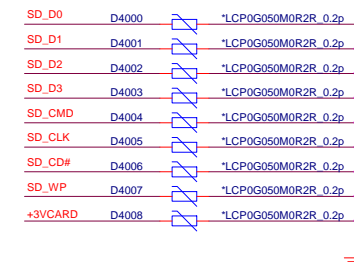 SD_D0 D4000 *LCP0G050M0R2R_0.2p
SD_D1 D4001 *LCP0G050M0R2R_0.2p
SD_D2 D4002 *LCP0G050M0R2R_0.2p
SD_D3 D4003 *LCP0G050M0R2R_0.2p
SD_CMD D4004 *LCP0G050M0R2R_0.2p
SD_CLK D4005 *LCP0G050M0R2R_0.2p
SD_CD# D4006 *LCP0G050M0R2R_0.2p
SD_WP D4007 *LCP0G050M0R2R_0.2p
+3VCARD D4008 *LCP0G050M0R2R_0.2p